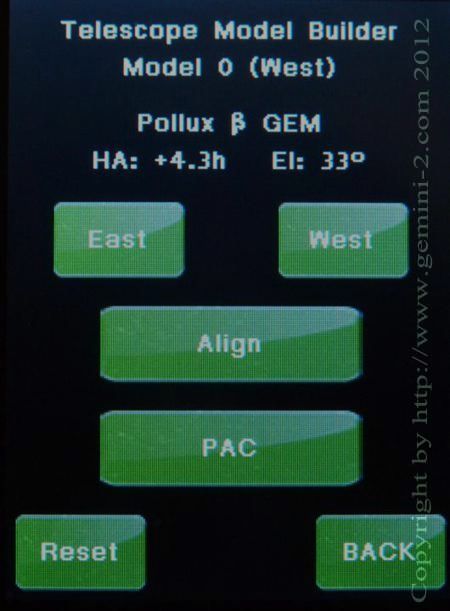 Telescope Model Builder
Model 0 (West)
Pollux β GEM
HA: +4.3h El: 33º
East West
Align
PAC
Reset BACK
Copyright by http://www.gemini-2.com 2012